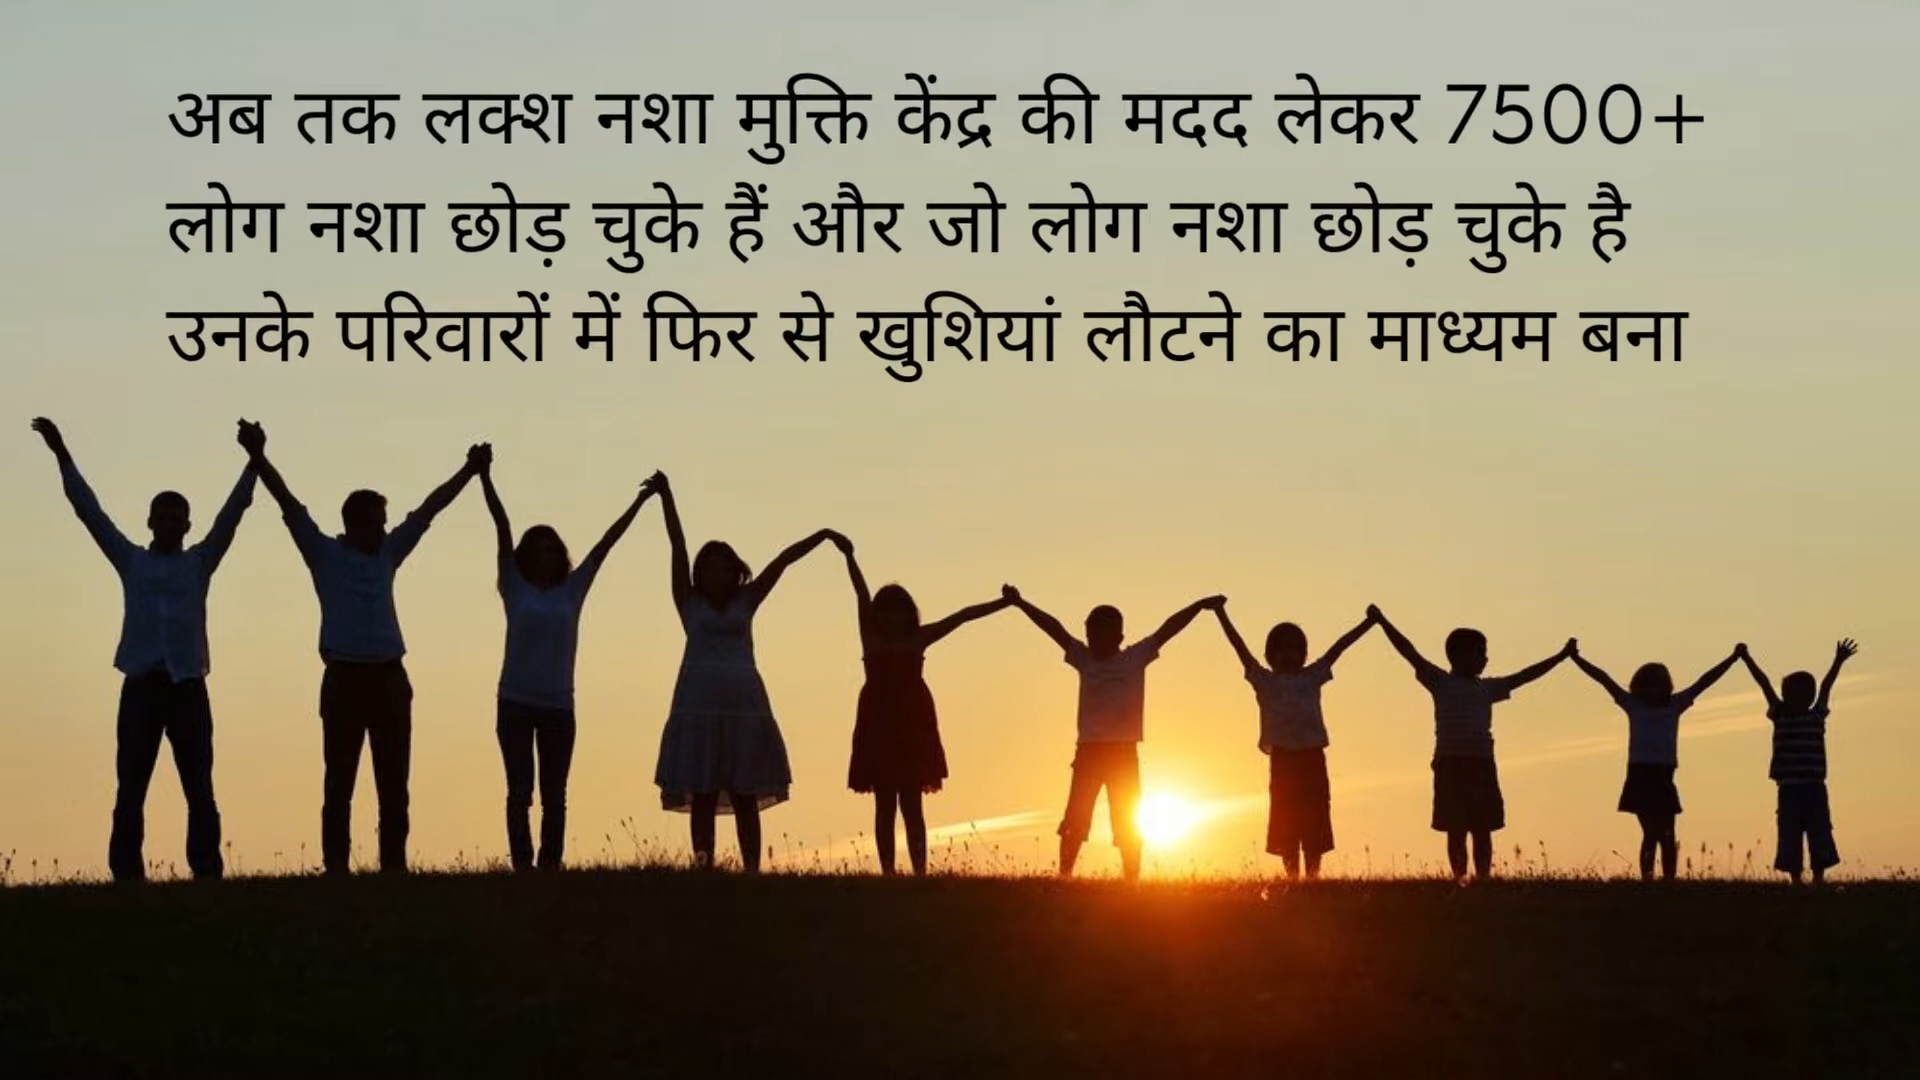 अब तक लक्श नशा मुक्ति केंद्र की मदद लेकर 7500+
लोग नशा छोड़ चुके हैं और जो लोग नशा छोड़ चुके है
उनके परिवारों में फिर से खुशियां लौटने का माध्यम बना